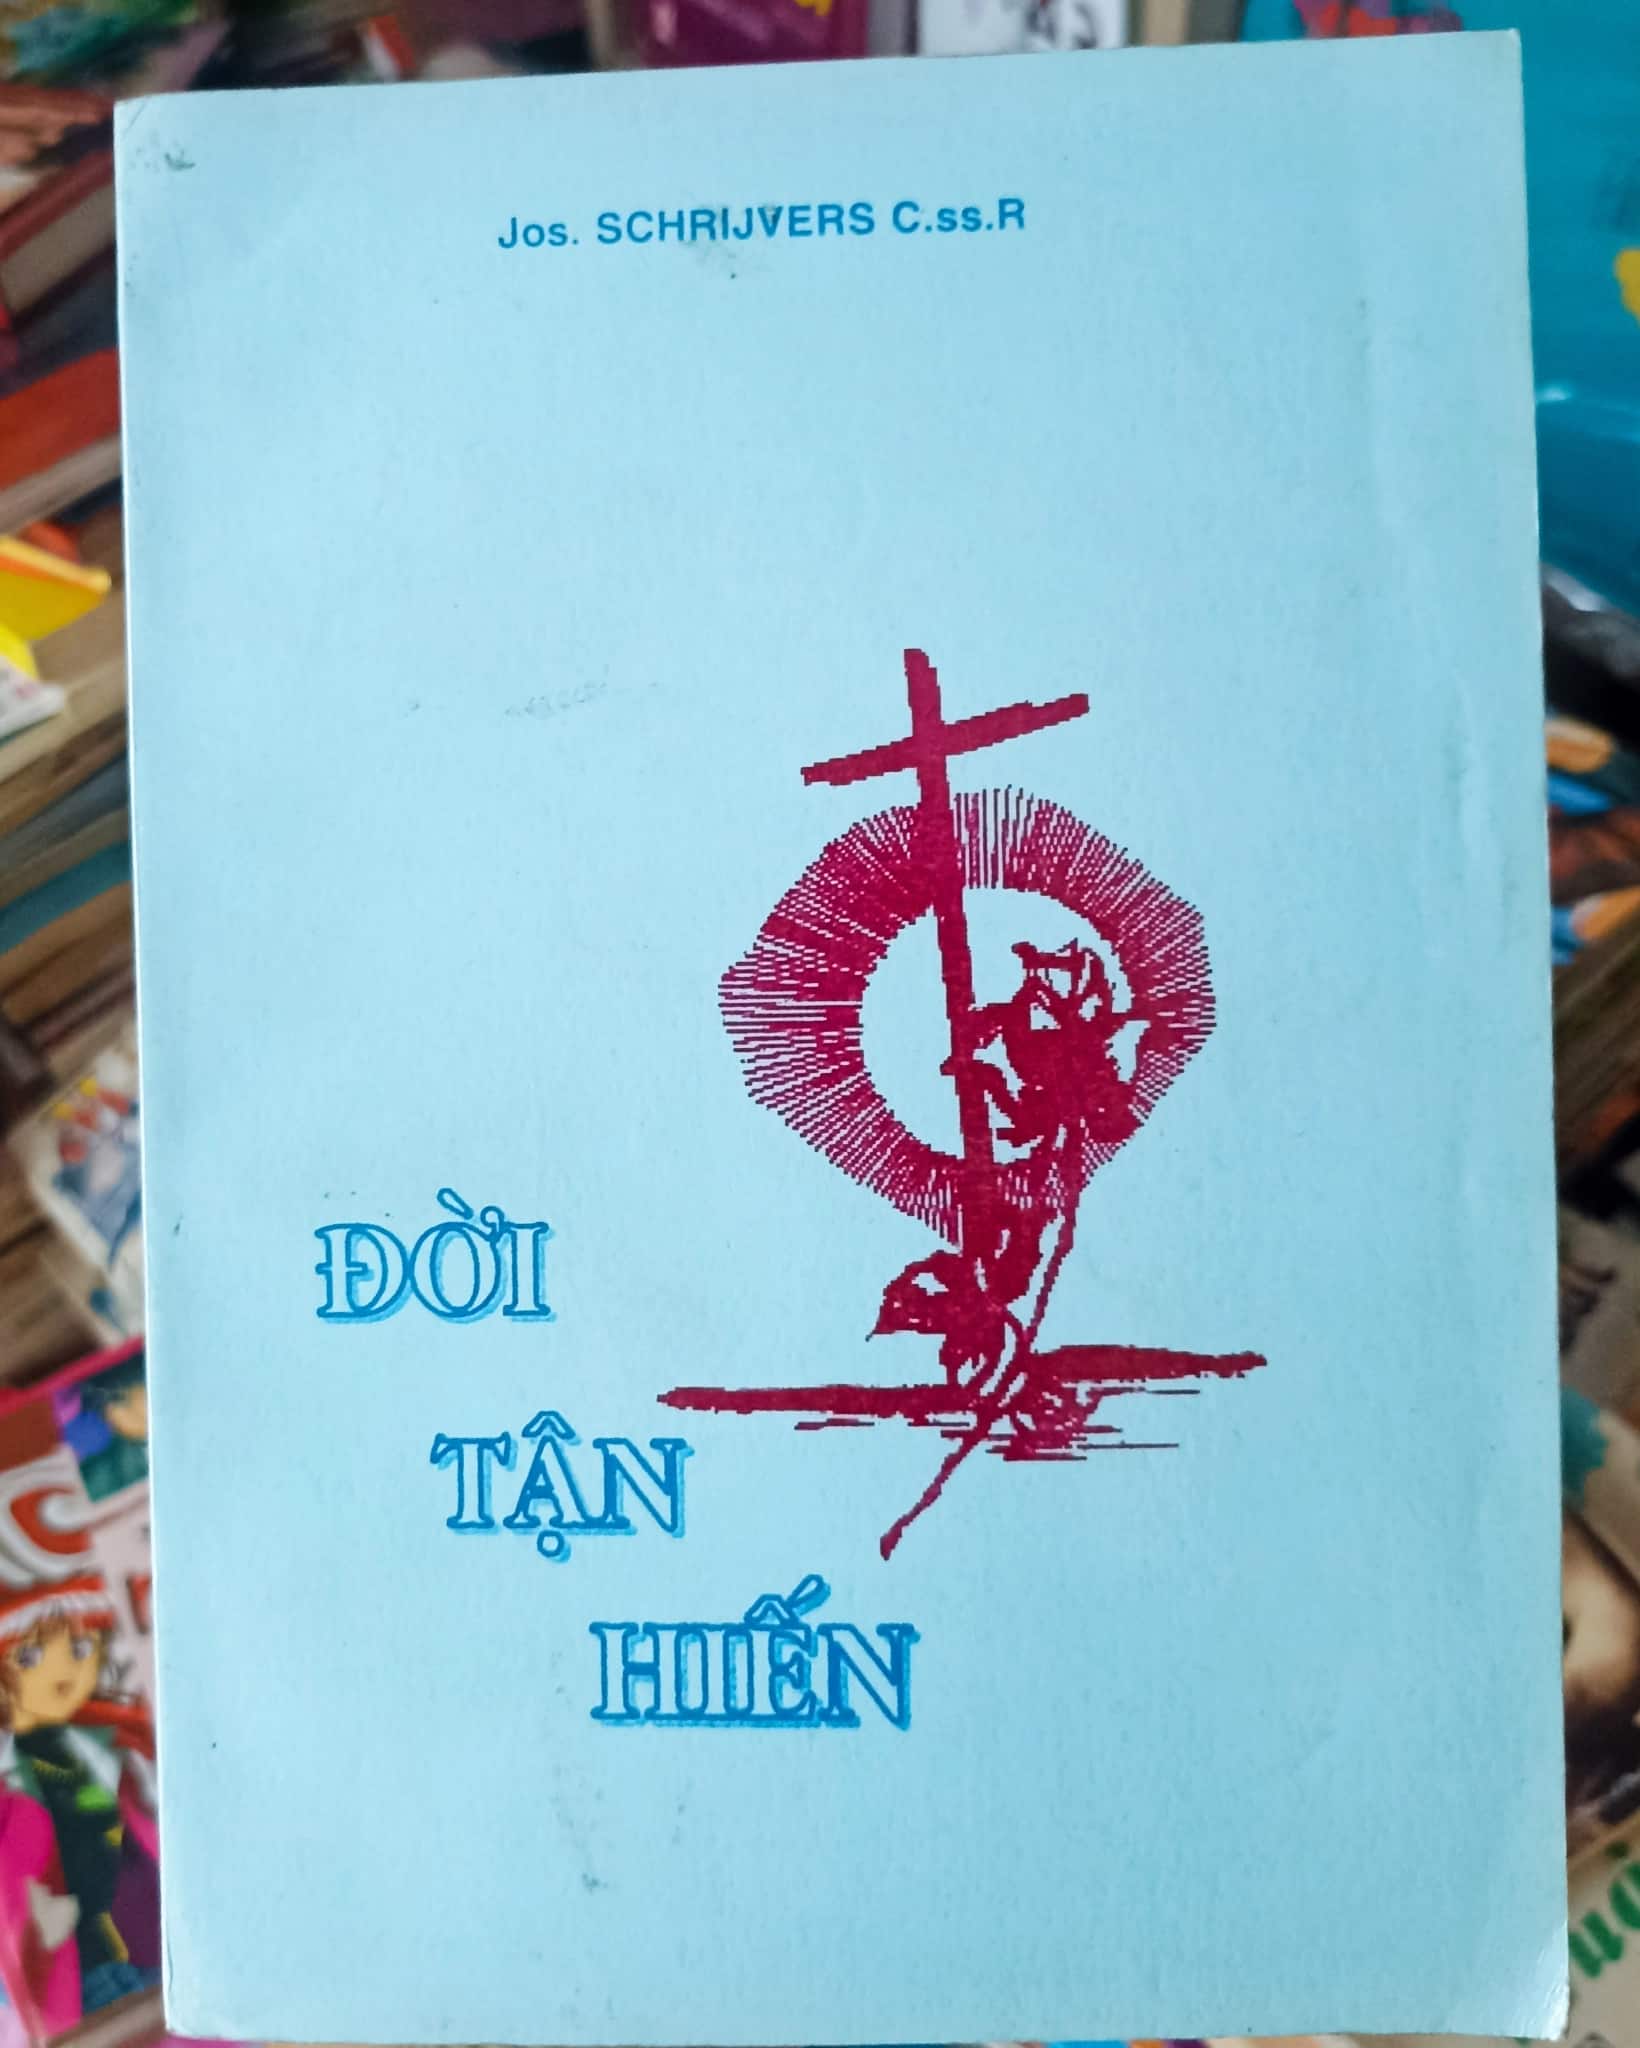 Jos. SCHRIJVERS C.ss.R
ĐỜI
TẬN
HIẾN